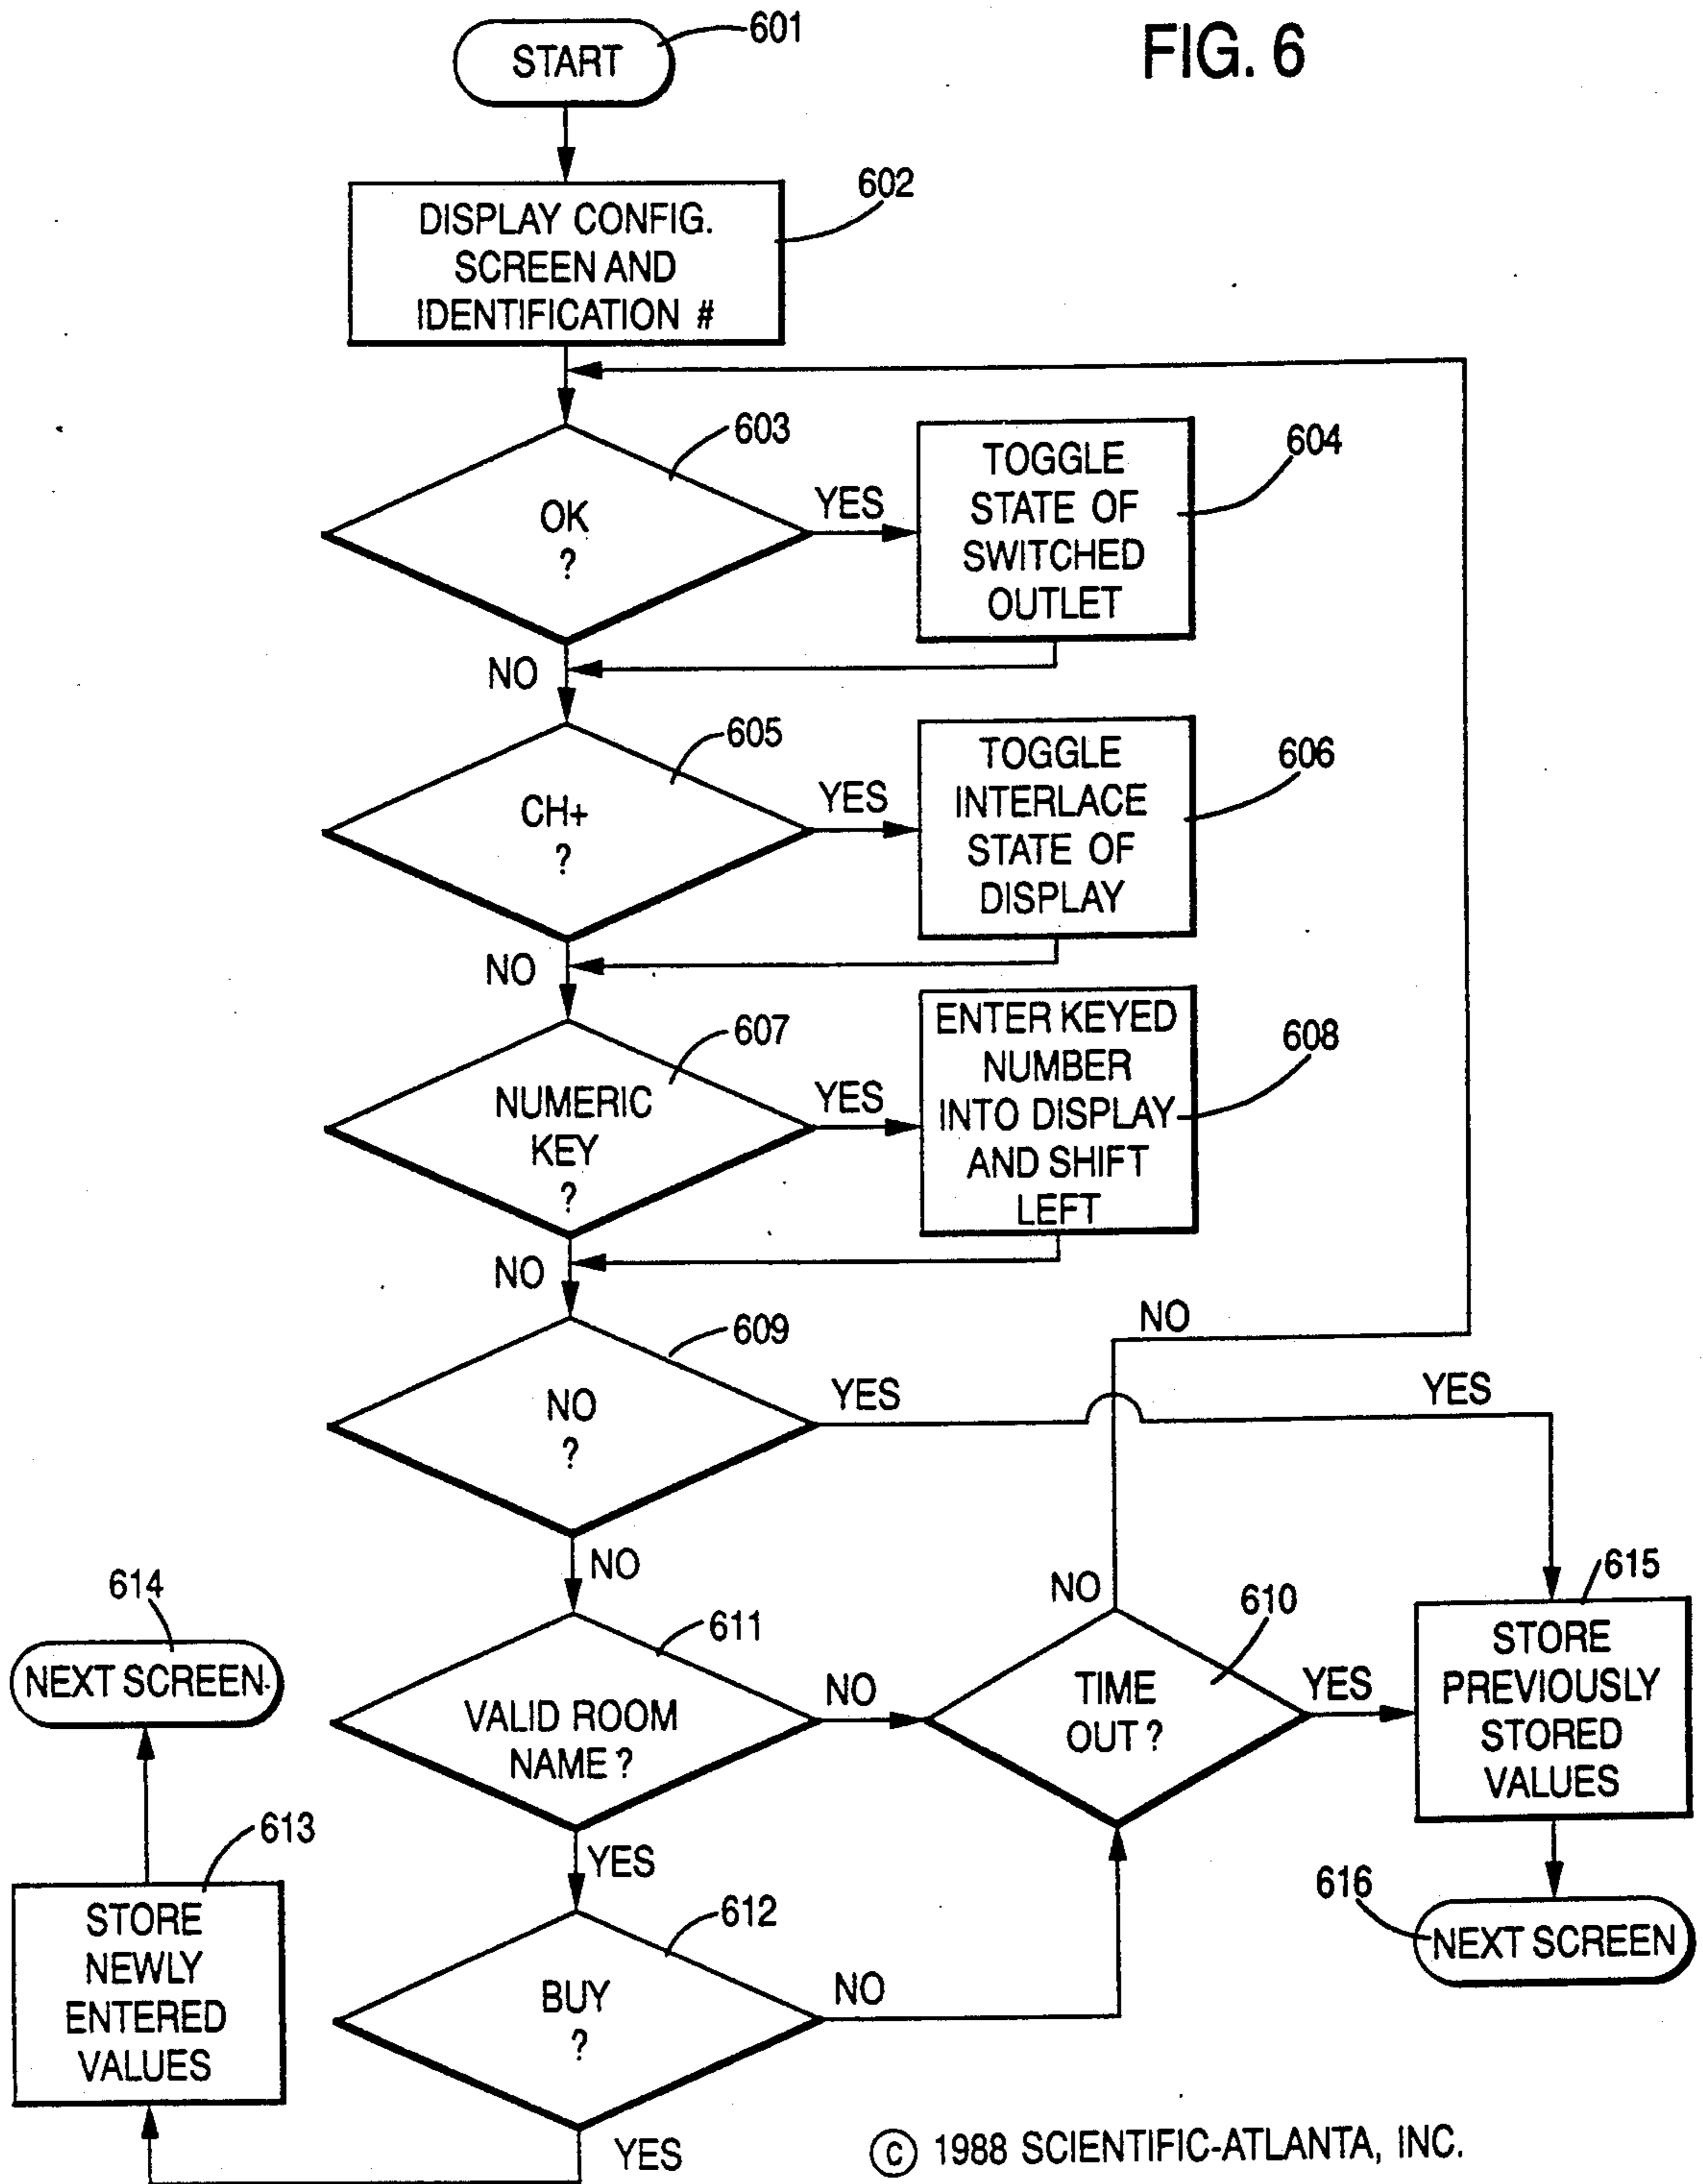 FIG. 6
601
START
602
DISPLAY CONFIG.
SCREEN AND
IDENTIFICATION #
603
OK
?
YES
TOGGLE
STATE OF
SWITCHED
OUTLET
604
NO
605
CH+
?
YES
TOGGLE
INTERLACE
STATE OF
DISPLAY
606
NO
607
NUMERIC
KEY
?
YES
ENTER KEYED
NUMBER
INTO DISPLAY
AND SHIFT
LEFT
608
NO
609
NO
?
YES
NO
YES
NO
611
VALID ROOM
NAME ?
NO
NO
610
TIME
OUT ?
YES
615
STORE
PREVIOUSLY
STORED
VALUES
616
NEXT SCREEN
614
NEXT SCREEN
613
STORE
NEWLY
ENTERED
VALUES
YES
612
BUY
?
NO
YES
© 1988 SCIENTIFIC-ATLANTA, INC.